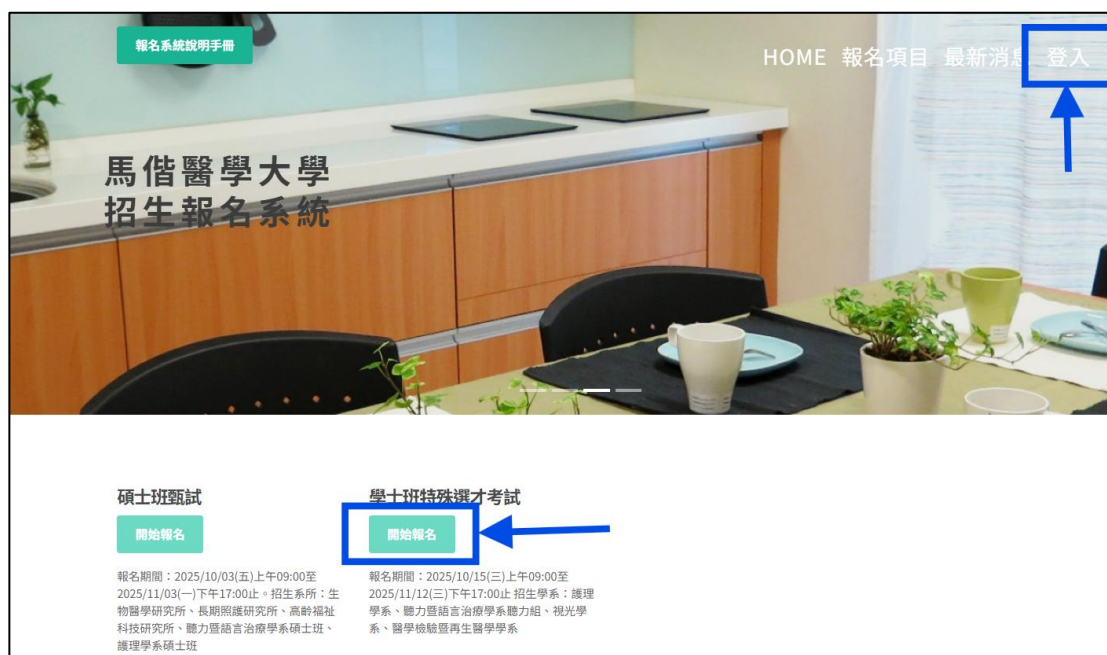 報名系統說明手冊
HOME 報名項目 最新消息 登入
馬偕醫學大學
招生報名系統
碩士班甄試
開始報名
報名期間：2025/10/03(五)上午09:00至
2025/11/03(一)下午17:00止。招生系所：生
物醫學研究所、長期照護研究所、高齡福祉
科技研究所、聽力暨語言治療學系碩士班、
護理學系碩士班
學士班特殊選才考試
開始報名
報名期間：2025/10/15(三)上午09:00至
2025/11/12(三)下午17:00止 招生學系：護理
學系、聽力暨語言治療學系聽力組、視光學
系、醫學檢驗暨再生醫學學系